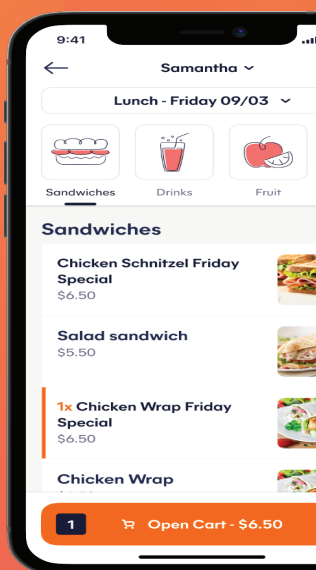 9:41
Samantha
Lunch - Friday 09/03
Sandwiches
Drinks
Fruit
Sandwiches
Chicken Schnitzel Friday
Special
$6.50
Salad sandwich
$5.50
1x Chicken Wrap Friday
Special
$6.50
Chicken Wrap
1
Open Cart - $6.50